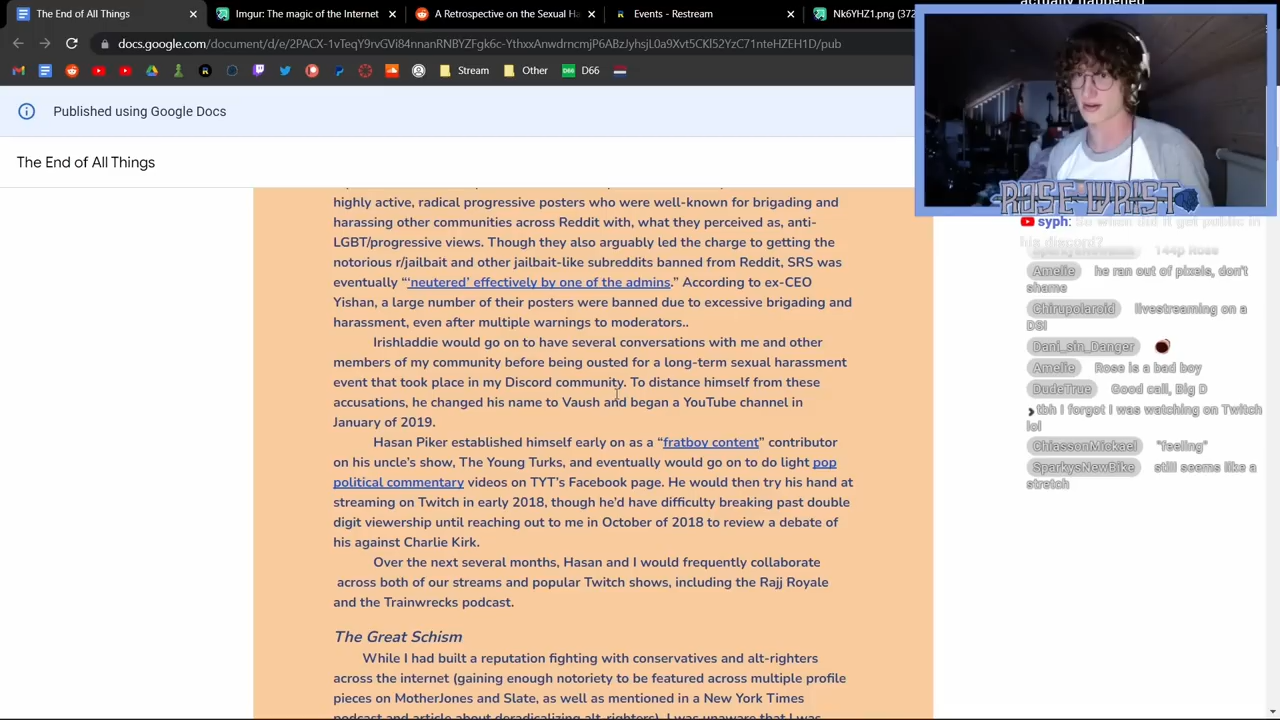 The End of All Things
Imgur: The magic of the Internet
A Retrospective on the Sexual Ha
Events - Restream
Nk6YHZ1.png (372
actually happened
docs.google.com/document/d/e/2PACX-1vTeqY9rvGVi84nnanRNBYZFgk6c-YthxxAnwdrncmjP6ABzJyhsjL0a9Xvt5CKl52YzC71nteHZEH1D/pub
Stream
Other
D66
D66
Published using Google Docs
The End of All Things
highly active, radical progressive posters who were well-known for brigading and
harassing other communities across Reddit with, what they perceived as, anti-
LGBT/progressive views. Though they also arguably led the charge to getting the
notorious r/jailbait and other jailbait-like subreddits banned from Reddit, SRS was
eventually “‘neutered’ effectively by one of the admins.” According to ex-CEO
Yishan, a large number of their posters were banned due to excessive brigading and
harassment, even after multiple warnings to moderators..
Irishladdie would go on to have several conversations with me and other
members of my community before being ousted for a long-term sexual harassment
event that took place in my Discord community. To distance himself from these
accusations, he changed his name to Vaush and began a YouTube channel in
January of 2019.
Hasan Piker established himself early on as a “fratboy content” contributor
on his uncle’s show, The Young Turks, and eventually would go on to do light pop
political commentary videos on TYT’s Facebook page. He would then try his hand at
streaming on Twitch in early 2018, though he’d have difficulty breaking past double
digit viewership until reaching out to me in October of 2018 to review a debate of
his against Charlie Kirk.
Over the next several months, Hasan and I would frequently collaborate
across both of our streams and popular Twitch shows, including the Rajj Royale
and the Trainwrecks podcast.
The Great Schism
While I had built a reputation fighting with conservatives and alt-righters
across the internet (gaining enough notoriety to be featured across multiple profile
pieces on MotherJones and Slate, as well as mentioned in a New York Times
podcast and article about deradicalizing alt-righters), I was unaware that I was
ROSE WRIST
syph: So when did it get public in
his discord?
144p Rose
Amelie he ran out of pixels, don't
shame
Chirupolaroid livestreaming on a
DSI
Dani_sin_Danger
Amelie Rose is a bad boy
DudeTrue Good call, Big D
tbh I forgot I was watching on Twitch
lol
ChiassonMickael "feeling"
SparkysNewBike still seems like a
stretch